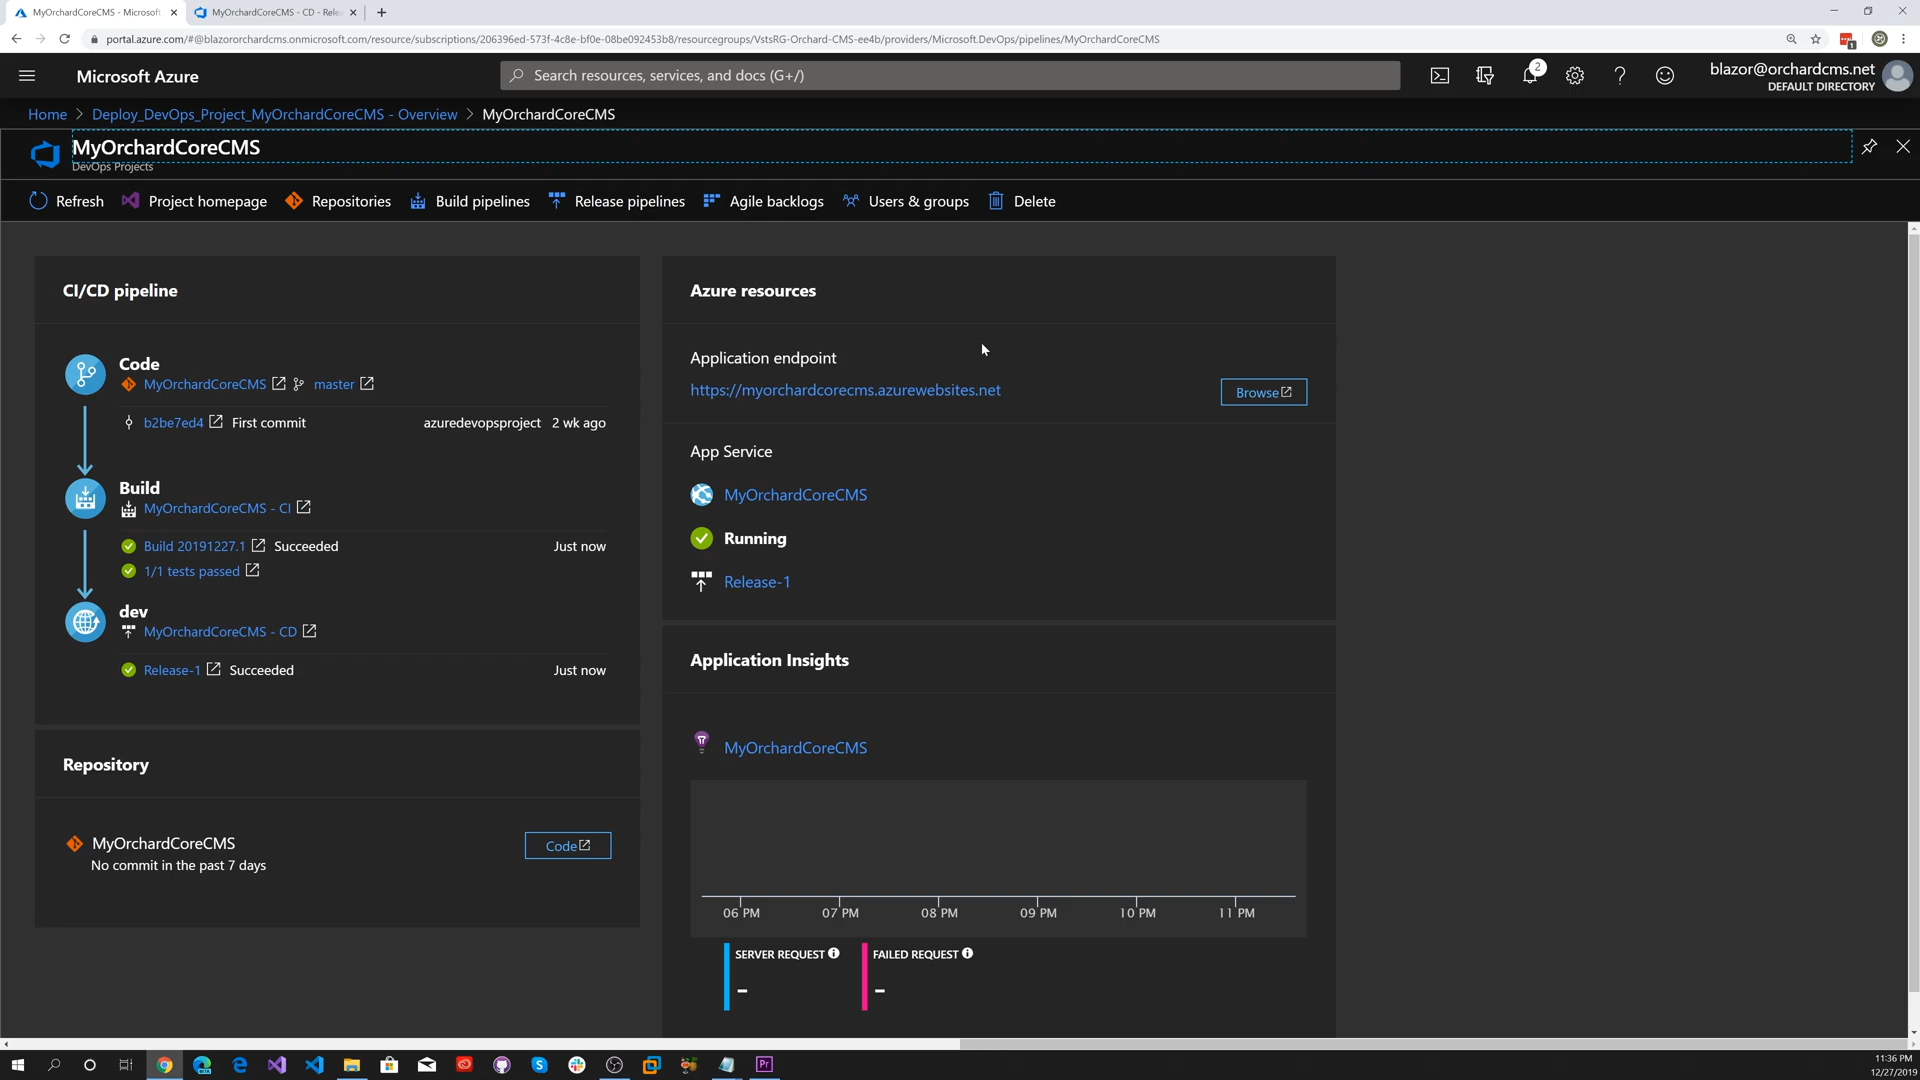 MyOrchardCoreCMS - Microsoft
MyOrchardCoreCMS - CD - Rele
portal.azure.com/#@blazororchardcms.onmicrosoft.com/resource/subscriptions/206396ed-573f-4c8e-bf0e-08be092453b8/resourcegroups/VstsRG-Orchard-CMS-ee4b/providers/Microsoft.DevOps/pipelines/MyOrchardCoreCMS
Microsoft Azure
Search resources, services, and docs (G+/)
2
blazor@orchardcms.net
DEFAULT DIRECTORY
Home > Deploy_DevOps_Project_MyOrchardCoreCMS - Overview > MyOrchardCoreCMS
MyOrchardCoreCMS
DevOps Projects
Refresh Project homepage Repositories Build pipelines Release pipelines Agile backlogs Users & groups Delete
CI/CD pipeline
Code
MyOrchardCoreCMS master
b2be7ed4 First commit azuredevopsproject 2 wk ago
Build
MyOrchardCoreCMS - CI
Build 20191227.1 Succeeded Just now
1/1 tests passed
dev
MyOrchardCoreCMS - CD
Release-1 Succeeded Just now
Repository
MyOrchardCoreCMS
No commit in the past 7 days
Code
Azure resources
Application endpoint
https://myorchardcorecms.azurewebsites.net
Browse
App Service
MyOrchardCoreCMS
Running
Release-1
Application Insights
MyOrchardCoreCMS
06 PM 07 PM 08 PM 09 PM 10 PM 11 PM
SERVER REQUEST FAILED REQUEST
- -
11:36 PM
12/27/2019